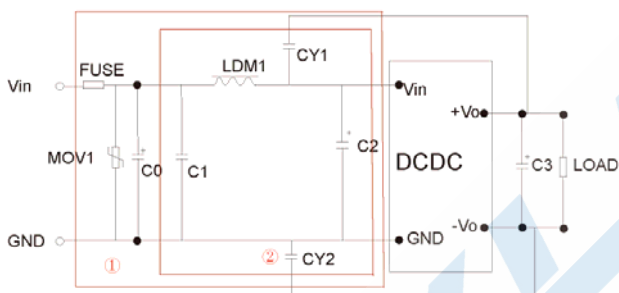 FUSE
LDM1
CY1
Vin
Vin
+Vo
MOV1
C0
C1
C2
DCDC
C3
LOAD
-Vo
GND
GND
①
②
CY2